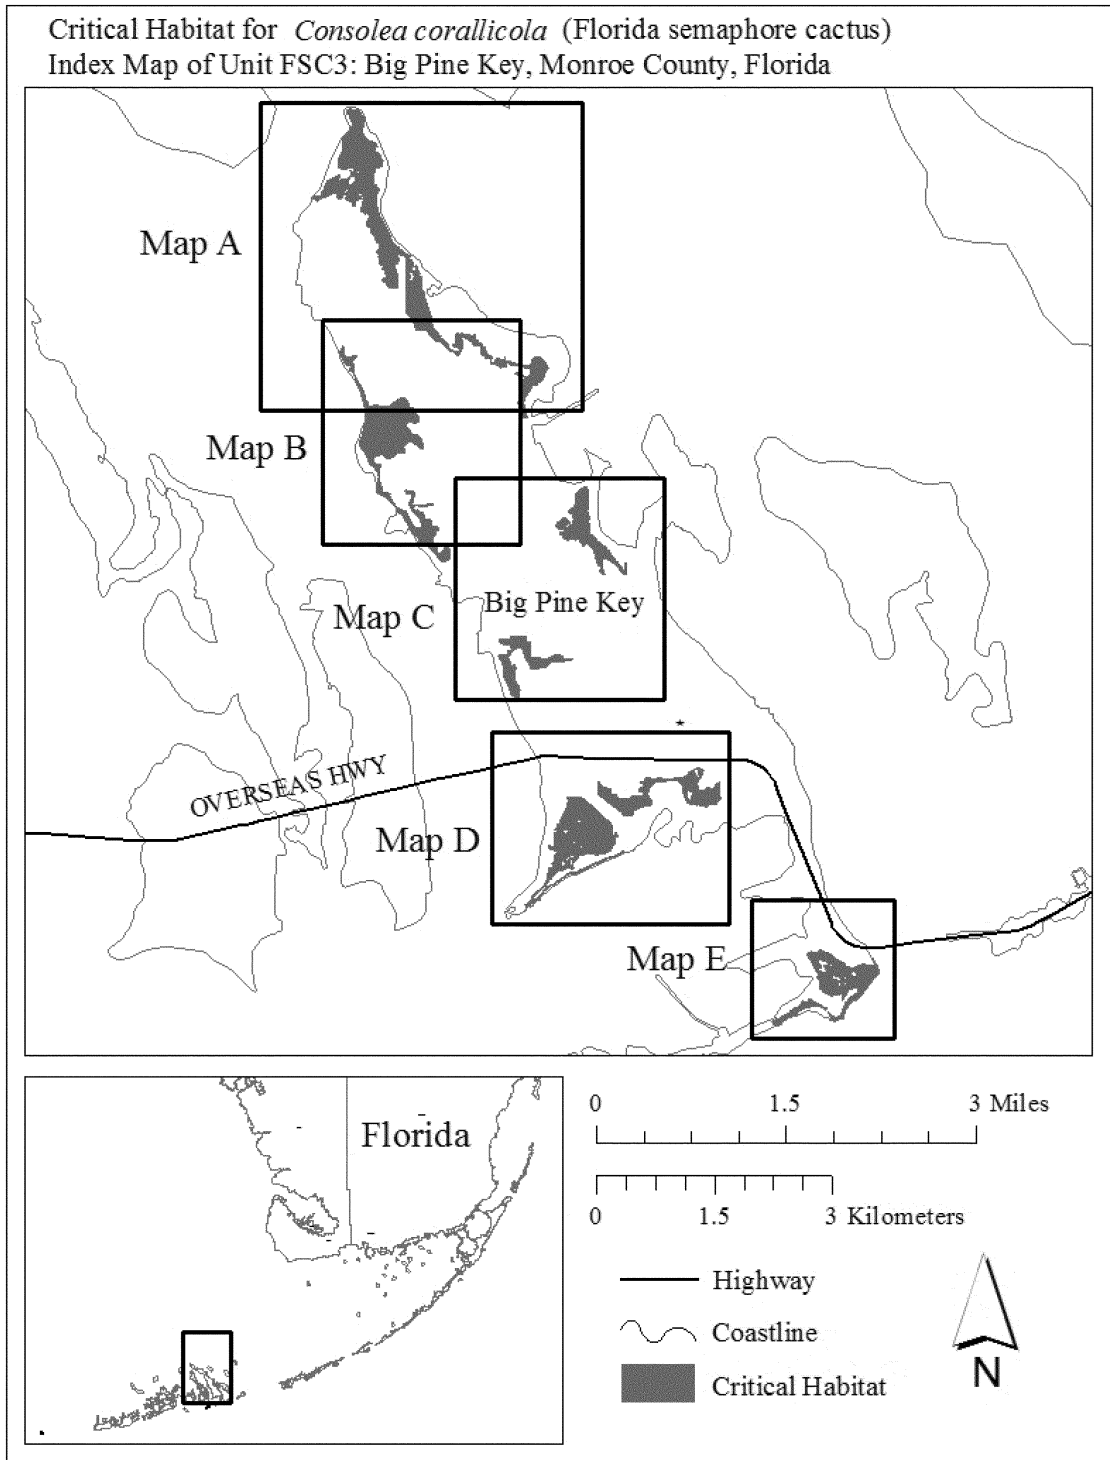 Critical Habitat for Consolea corallicola (Florida semaphore cactus)
Index Map of Unit FSC3: Big Pine Key, Monroe County, Florida
Map A
Map B
Map C
Big Pine Key
OVERSEAS HWY
Map D
Map E
Florida
0 1.5 3 Miles
0 1.5 3 Kilometers
Highway
Coastline
Critical Habitat
N